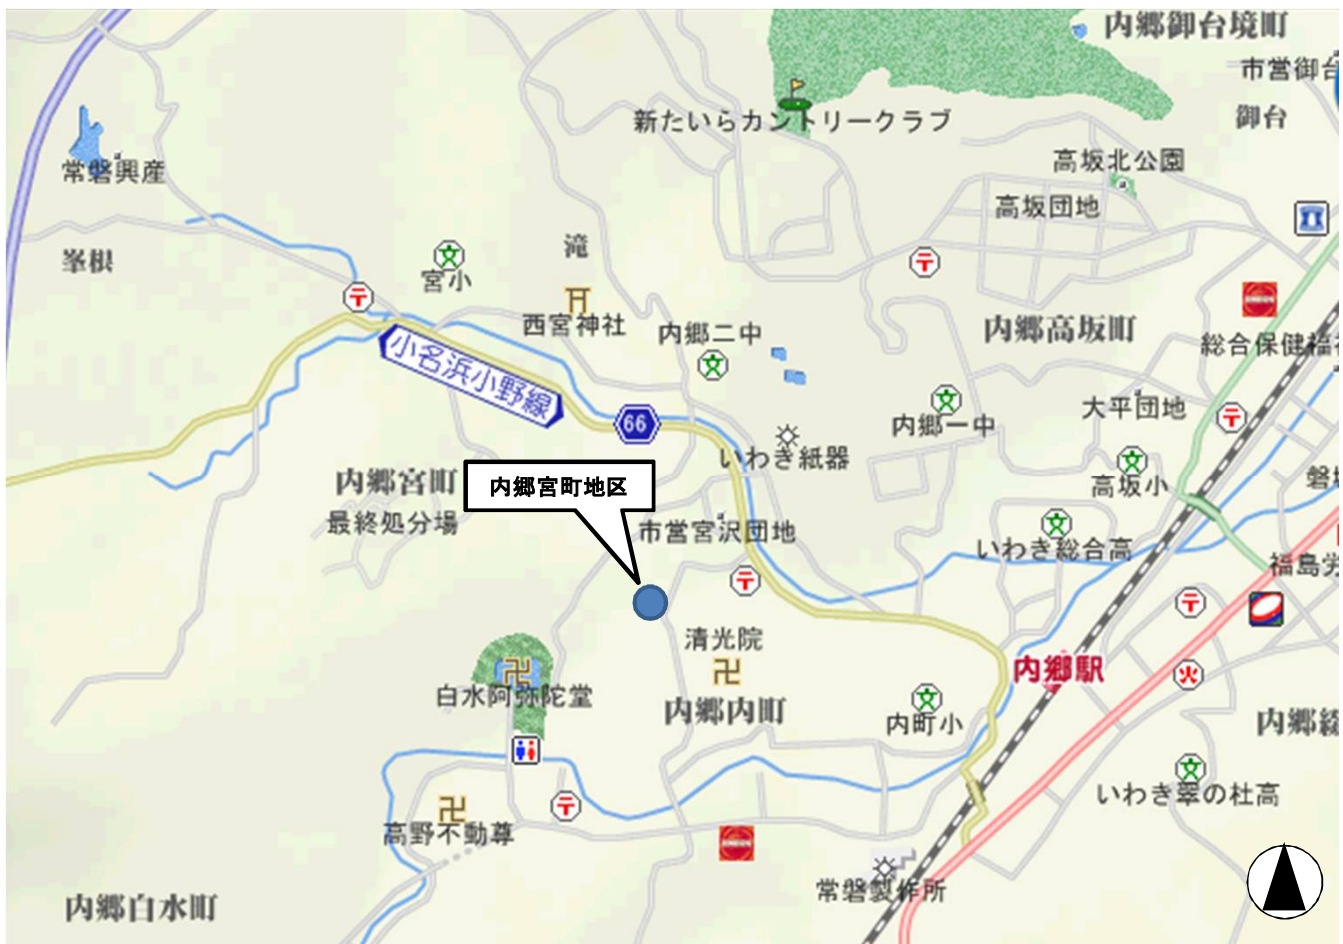 内郷御台境町
市営御台
御台
新たいらカントリークラブ
高坂北公園
常磐興産
高坂団地
峯根
滝
〒
宮小
〒
西宮神社
内郷二中
内郷高坂町
総合保健福祉
小名浜小野線
66
大平団地
〒
内郷一中
いわき紙器
内郷宮町
高坂小
磐城
内郷宮町地区
最終処分場
市営宮沢団地
いわき総合高
福島労
〒
〒
清光院
内郷駅
火
白水阿弥陀堂
内郷内町
内町小
内郷綴
いわき翠の杜高
〒
高野不動尊
常磐製作所
内郷白水町